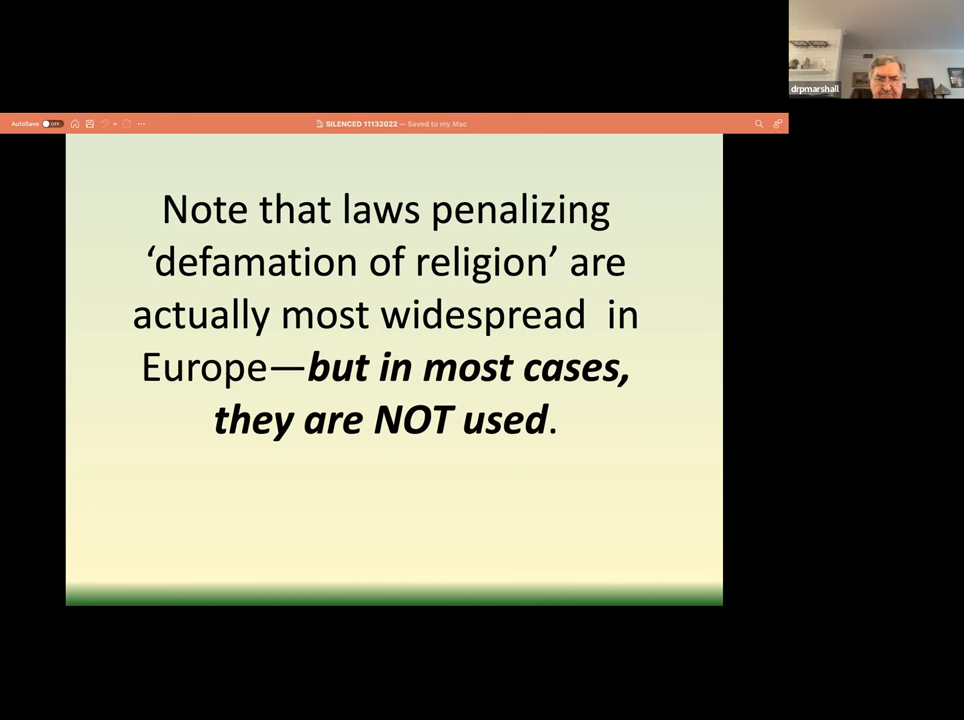 drpmarshall
AutoSave OFF
SILENCED 11132022 — Saved to my Mac
Note that laws penalizing
‘defamation of religion’ are
actually most widespread in
Europe—but in most cases,
they are NOT used.